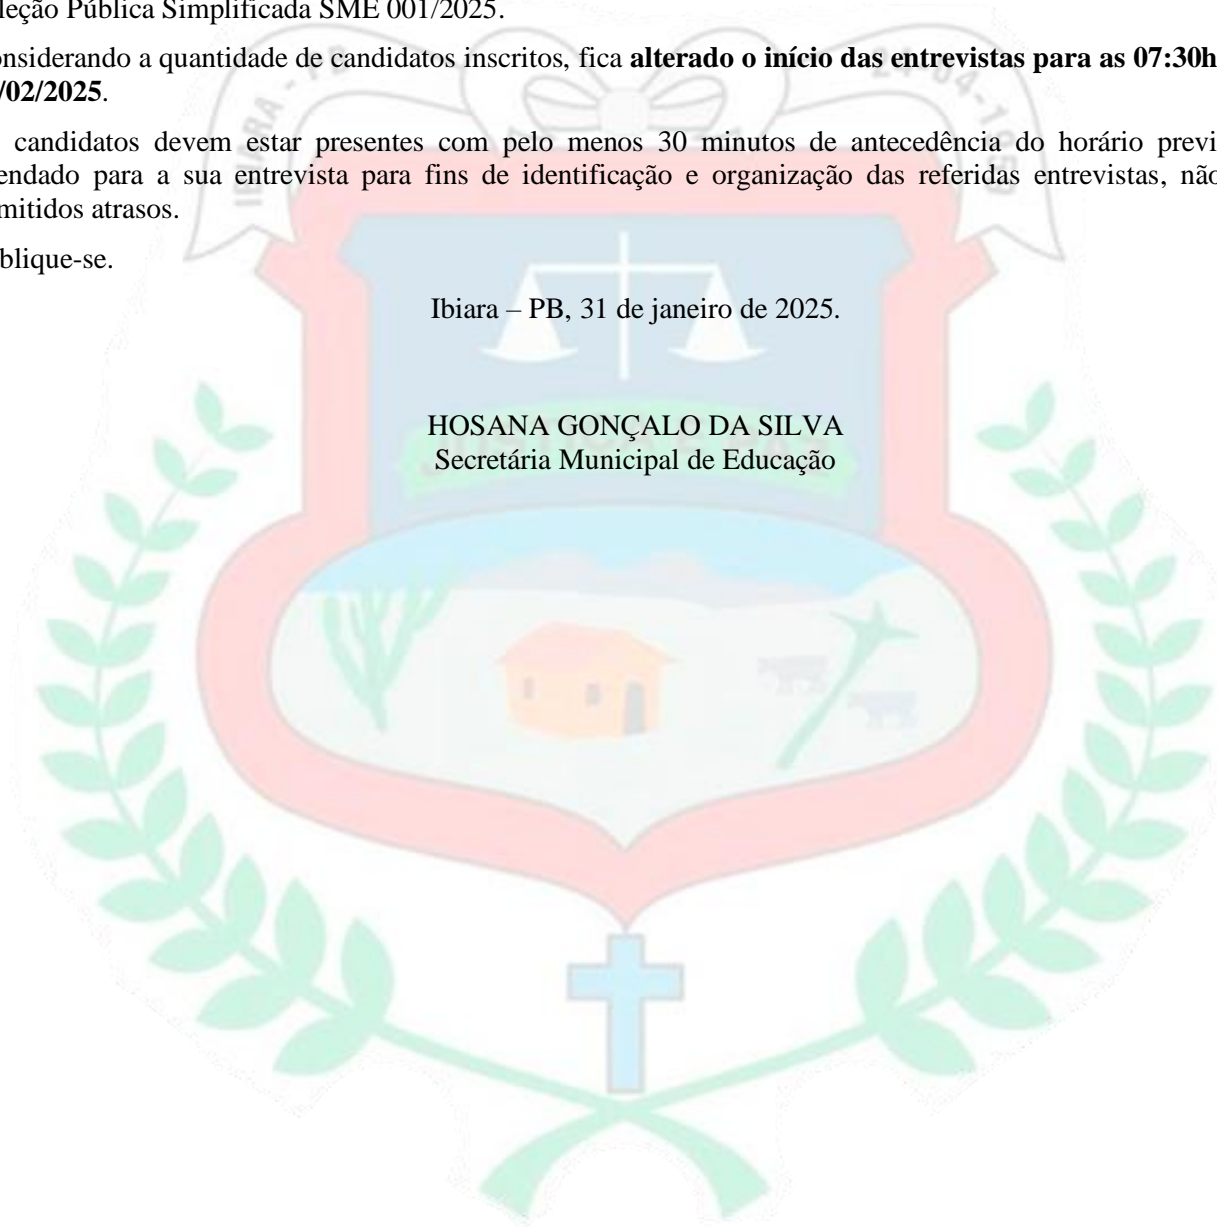 leção Pública Simplificada SME 001/2025.
onsiderando a quantidade de candidatos inscritos, fica alterado o início das entrevistas para as 07:30h
/02/2025.
candidatos devem estar presentes com pelo menos 30 minutos de antecedência do horário previ
endado para a sua entrevista para fins de identificação e organização das referidas entrevistas, não
mitidos atrasos.
blique-se.
Ibiara – PB, 31 de janeiro de 2025.
HOSANA GONÇALO DA SILVA
Secretária Municipal de Educação
IBIARA - PB